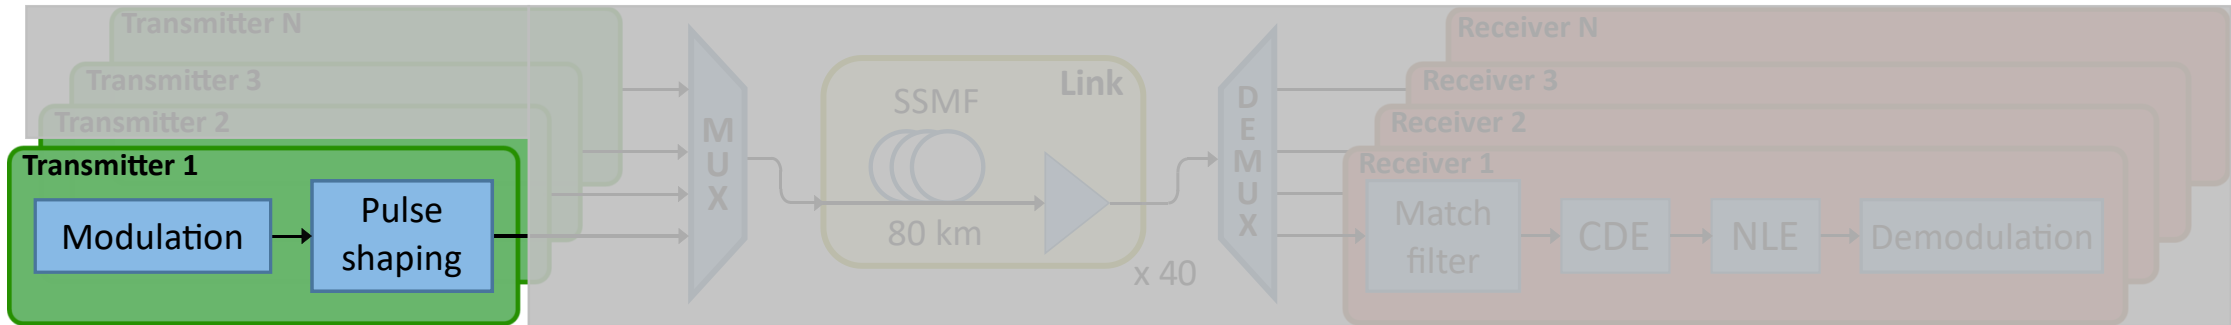 Transmitter N
Transmitter 3
Transmitter 2
Transmitter 1
Modulation
Pulse
shaping
M
U
X
Link
SSMF
80 km
x 40
D
E
M
U
X
Receiver N
Receiver 3
Receiver 2
Receiver 1
Match
filter
CDE
NLE
Demodulation